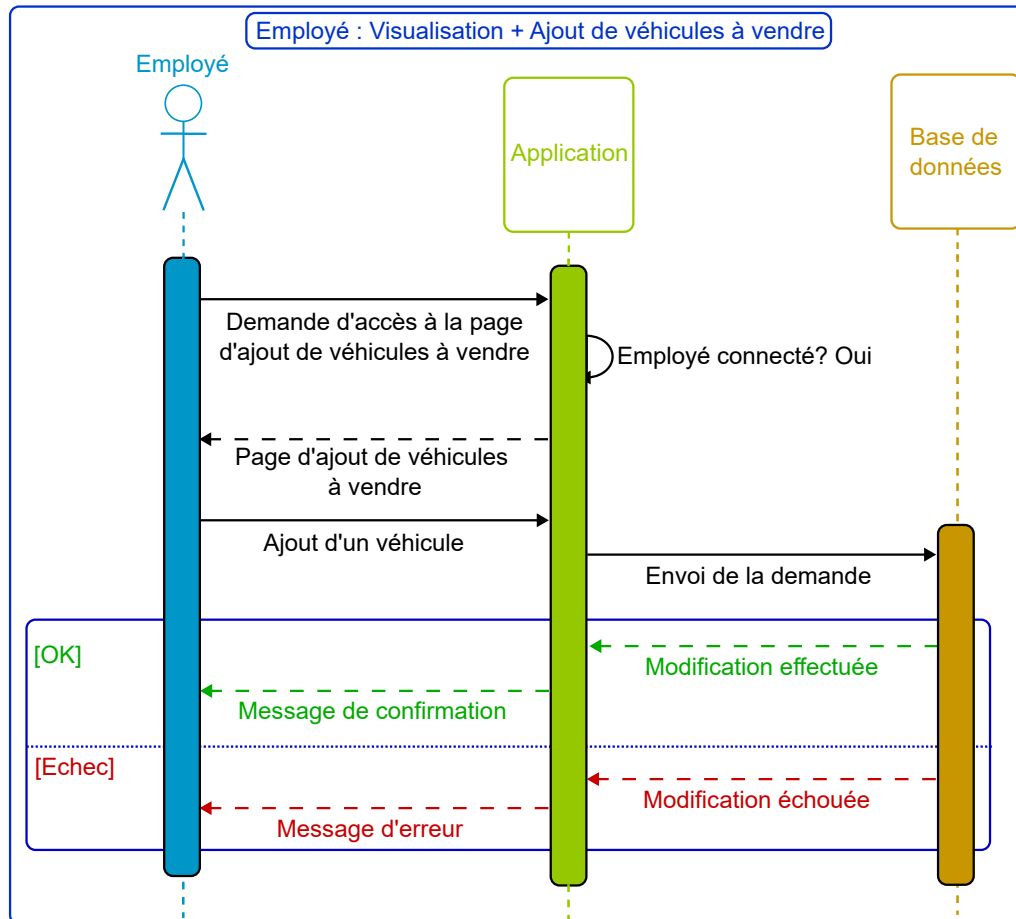 Employé : Visualisation + Ajout de véhicules à vendre
Employé
Application
Base de
données
Demande d'accès à la page
d'ajout de véhicules à vendre
Employé connecté? Oui
Page d'ajout de véhicules
à vendre
Ajout d'un véhicule
Envoi de la demande
[OK]
Modification effectuée
Message de confirmation
[Echec]
Modification échouée
Message d'erreur